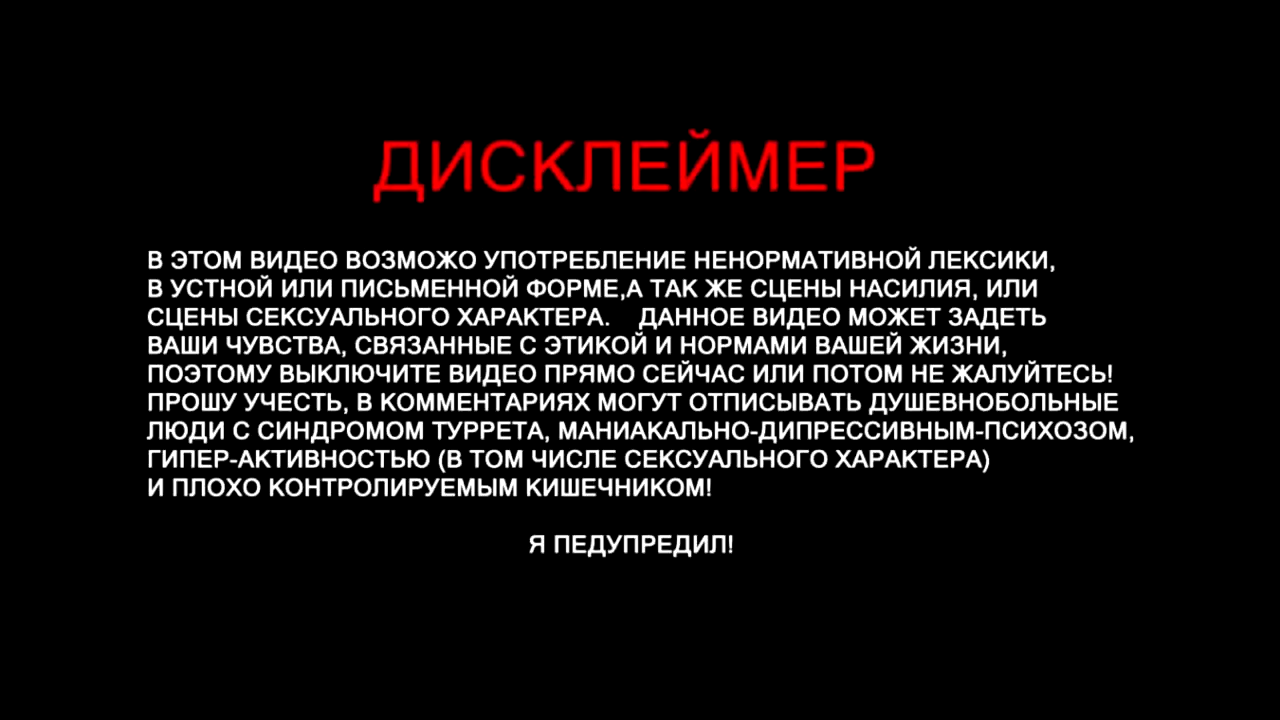 ДИСКЛЕЙМЕР
В ЭТОМ ВИДЕО ВОЗМОЖО УПОТРЕБЛЕНИЕ НЕНОРМАТИВНОЙ ЛЕКСИКИ,
В УСТНОЙ ИЛИ ПИСЬМЕННОЙ ФОРМЕ,А ТАК ЖЕ СЦЕНЫ НАСИЛИЯ, ИЛИ
СЦЕНЫ СЕКСУАЛЬНОГО ХАРАКТЕРА.    ДАННОЕ ВИДЕО МОЖЕТ ЗАДЕТЬ
ВАШИ ЧУВСТВА, СВЯЗАННЫЕ С ЭТИКОЙ И НОРМАМИ ВАШЕЙ ЖИЗНИ,
ПОЭТОМУ ВЫКЛЮЧИТЕ ВИДЕО ПРЯМО СЕЙЧАС ИЛИ ПОТОМ НЕ ЖАЛУЙТЕСЬ!
ПРОШУ УЧЕСТЬ, В КОММЕНТАРИЯХ МОГУТ ОТПИСЫВАТЬ ДУШЕВНОБОЛЬНЫЕ
ЛЮДИ С СИНДРОМОМ ТУРРЕТА, МАНИАКАЛЬНО-ДИПРЕССИВНЫМ-ПСИХОЗОМ,
ГИПЕР-АКТИВНОСТЬЮ (В ТОМ ЧИСЛЕ СЕКСУАЛЬНОГО ХАРАКТЕРА)
И ПЛОХО КОНТРОЛИРУЕМЫМ КИШЕЧНИКОМ!
Я ПЕДУПРЕДИЛ!